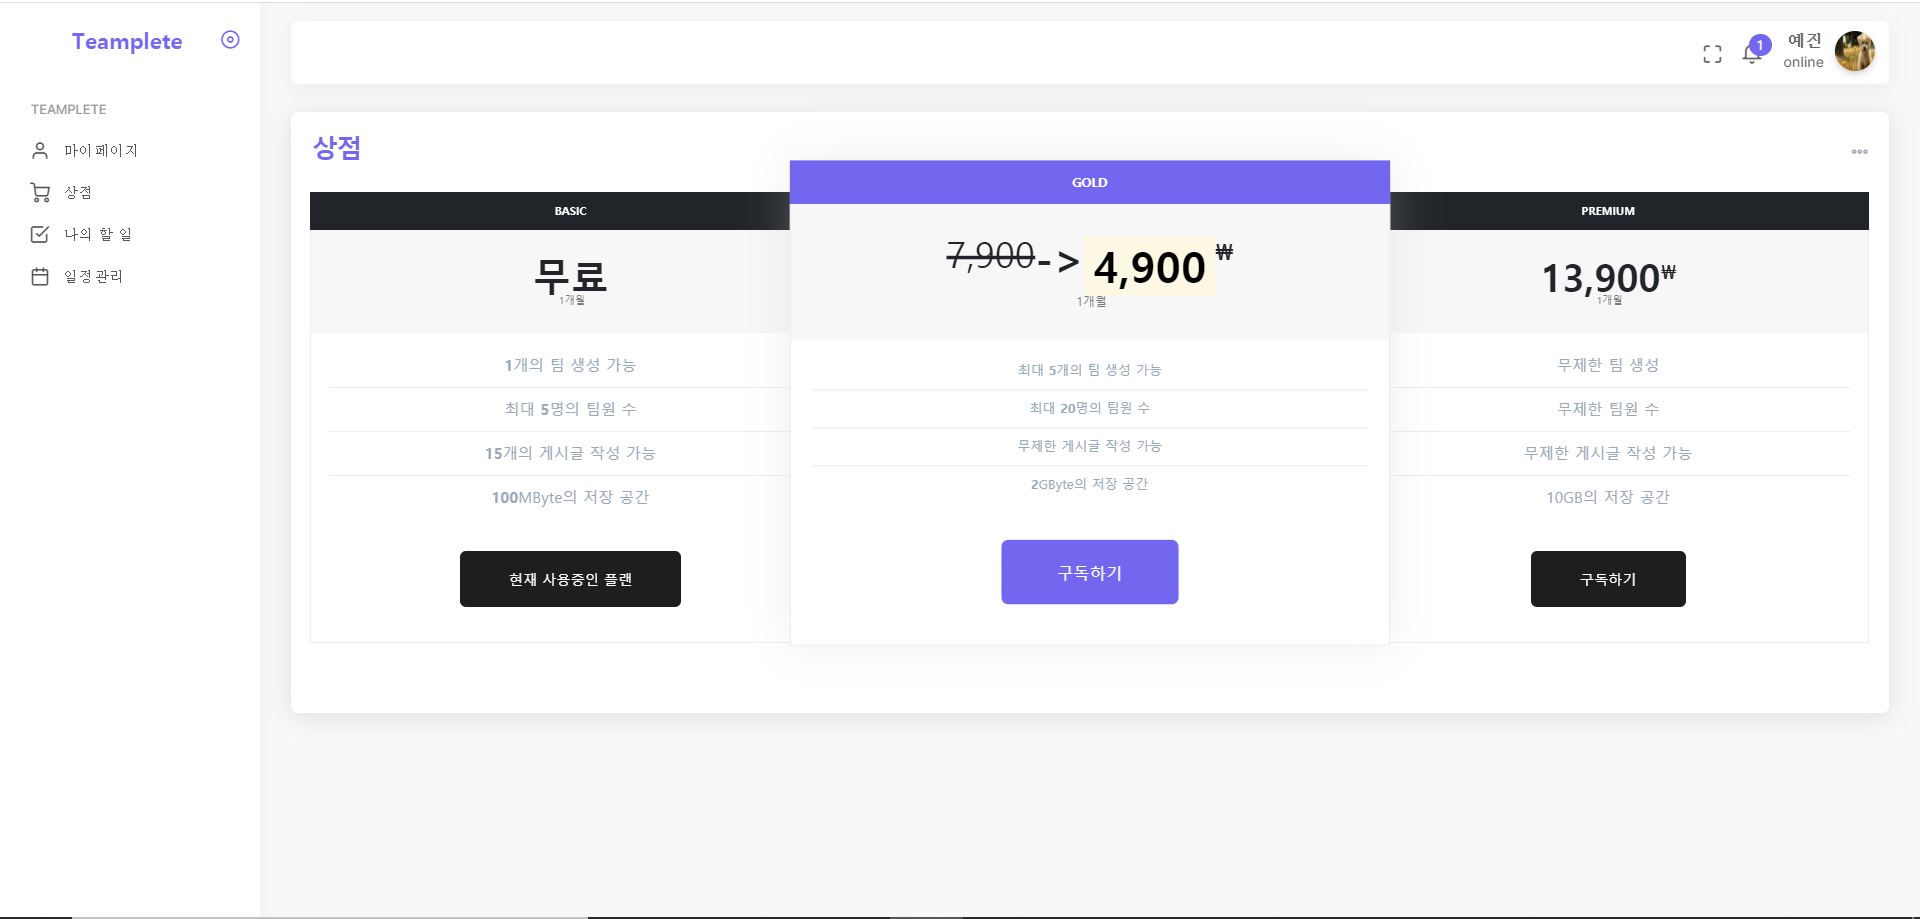 Teamplete
TEAMPLETE
마이페이지
상점
나의 할 일
일정관리
1
예진
online
상점
BASIC
무료
1개월
1개의 팀 생성 가능
최대 5명의 팀원 수
15개의 게시글 작성 가능
100MByte의 저장 공간
현재 사용중인 플랜
GOLD
7,900-> 4,900 ₩
1개월
최대 5개의 팀 생성 가능
최대 20명의 팀원 수
무제한 게시글 작성 가능
2GByte의 저장 공간
구독하기
PREMIUM
13,900₩
1개월
무제한 팀 생성
무제한 팀원 수
무제한 게시글 작성 가능
10GB의 저장 공간
구독하기